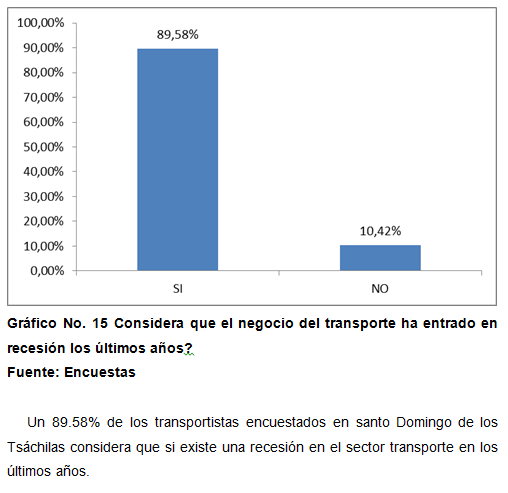 100,00%
90,00%
80,00%
70,00%
60,00%
50,00%
40,00%
30,00%
20,00%
10,00%
0,00%
89,58%
10,42%
SI
NO
Gráfico No. 15 Considera que el negocio del transporte ha entrado en
recesión los últimos años?
Fuente: Encuestas
Un 89.58% de los transportistas encuestados en santo Domingo de los
Tsáchilas considera que si existe una recesión en el sector transporte en los
últimos años.